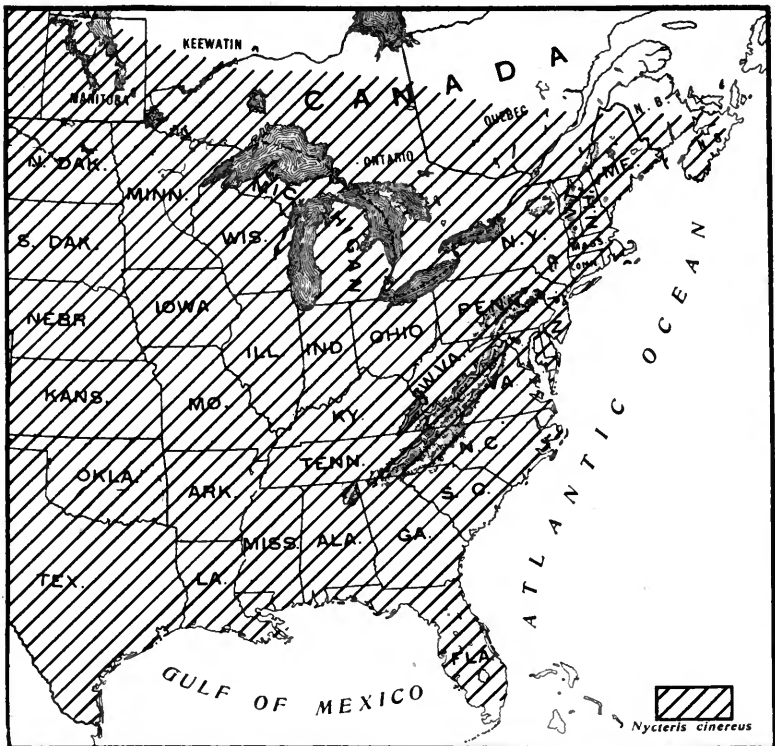 KEEWATIN
MANITOBA
CANADA
QUEBEC
N.B.
ONTARIO
N. DAK.
MINN.
ME.
MICHIGAN
WIS.
N.Y.
S. DAK.
MASS
CONN
IOWA
PENN.
NEBR
ILL.
IND.
OHIO
W.VA.
VA.
KANS.
MO.
KY.
N.C.
TENN.
OKLA.
ARK.
S. C.
MISS.
ALA.
GA.
TEX.
LA.
FLA.
ATLANTIC OCEAN
GULF OF MEXICO
Nycteris cinereus